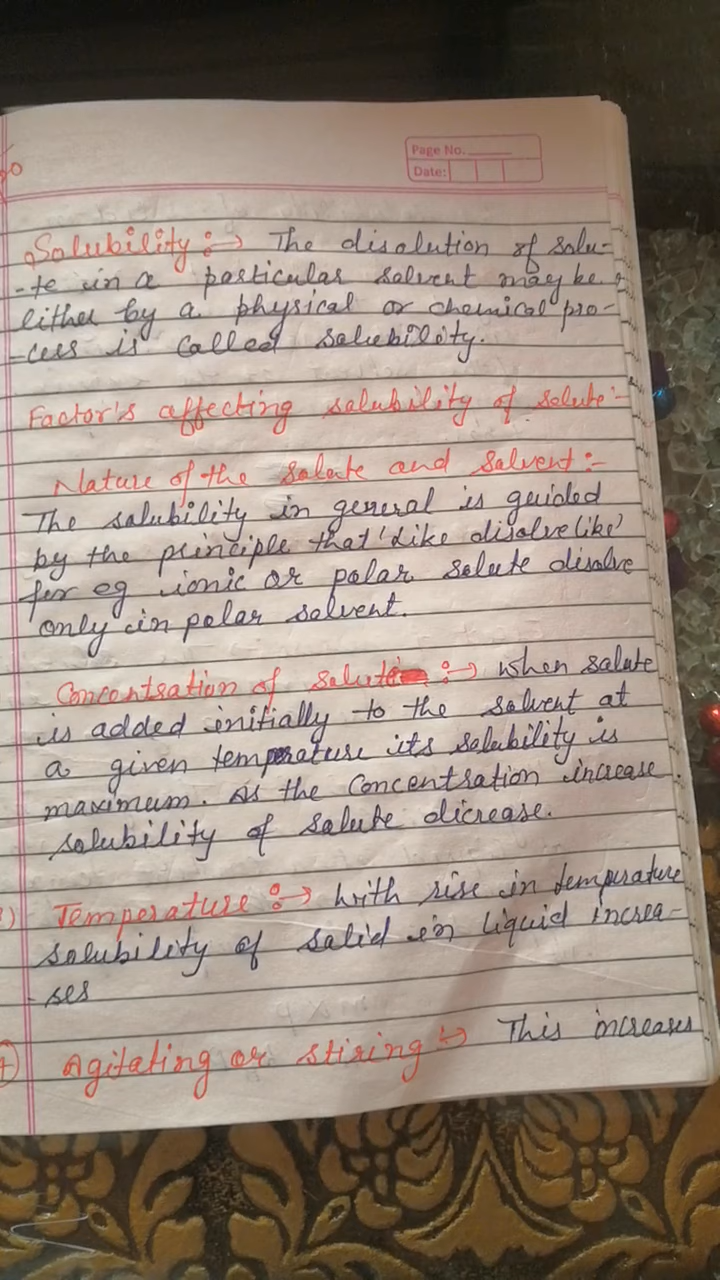 Page No.
Date:
Solubility :→ The disolution of solu-
-te in a particular solvent may be
either by a physical or chemical pro-
-cess is called solubility.
Factor's affecting solubility of solute :-
Nature of the solute and solvent :-
The solubility in general is guided
by the principle that 'Like disolve like'
for eg ionic or polar solute disolve
only in polar solvent.
Concentration of solute :→ when solute
is added initially to the solvent at
a given temperature its solubility is
maximum. As the concentration increase
solubility of solute dicrease.
3) Temperature :→ with rise in temperature
solubility of solid in liquid increa-
-ses
4 Agitating or stiring :→ This increases